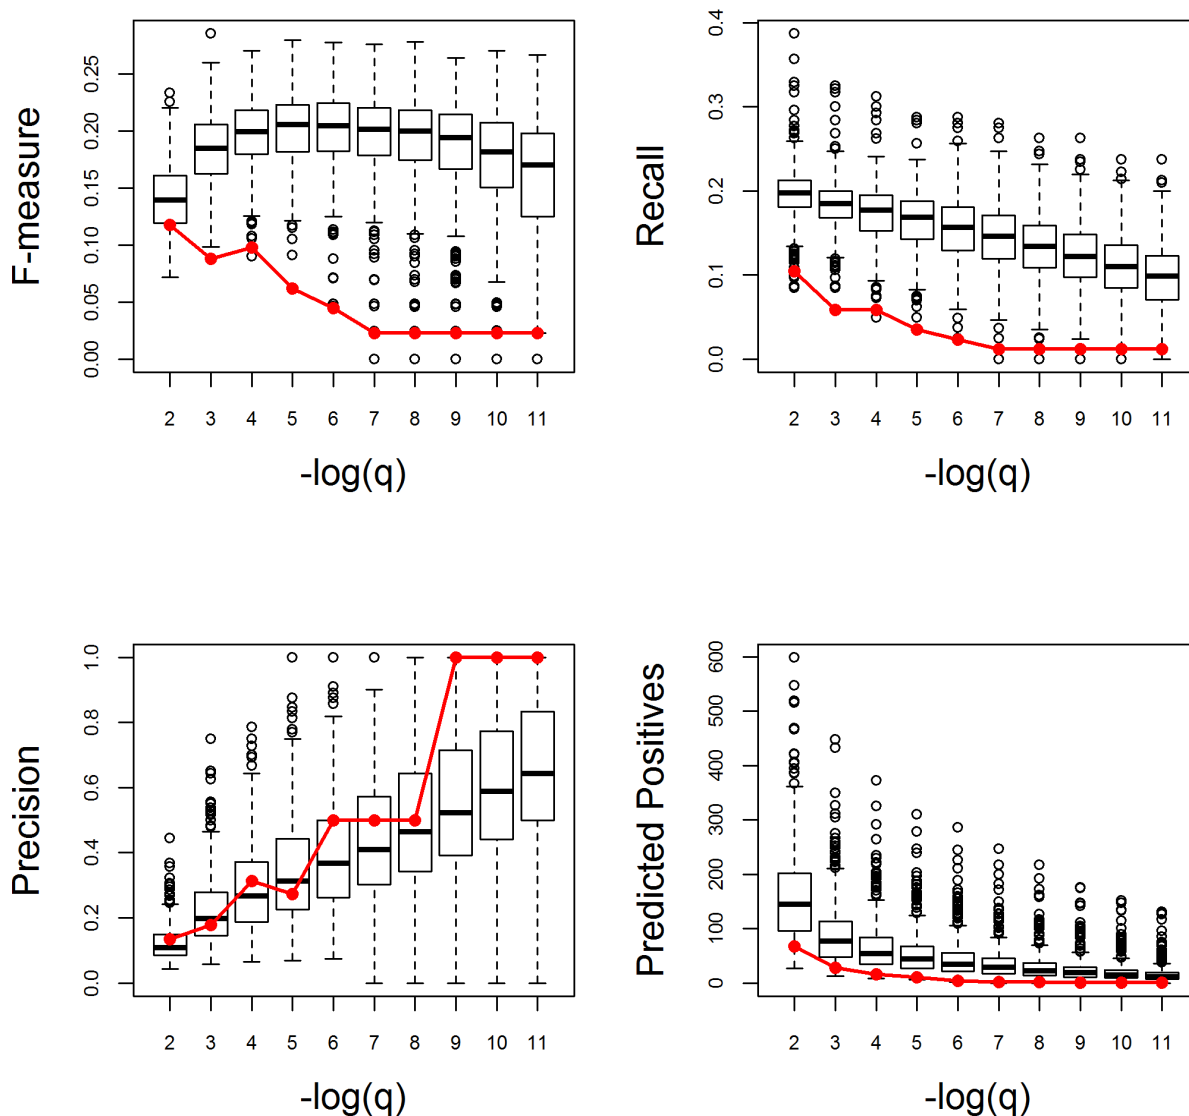 F-measure
0.00 0.05 0.10 0.15 0.20 0.25
2 3 4 5 6 7 8 9 10 11
-log(q)
Recall
0.0 0.1 0.2 0.3 0.4
2 3 4 5 6 7 8 9 10 11
-log(q)
Precision
0.0 0.2 0.4 0.6 0.8 1.0
2 3 4 5 6 7 8 9 10 11
-log(q)
Predicted Positives
0 100 200 300 400 500 600
2 3 4 5 6 7 8 9 10 11
-log(q)